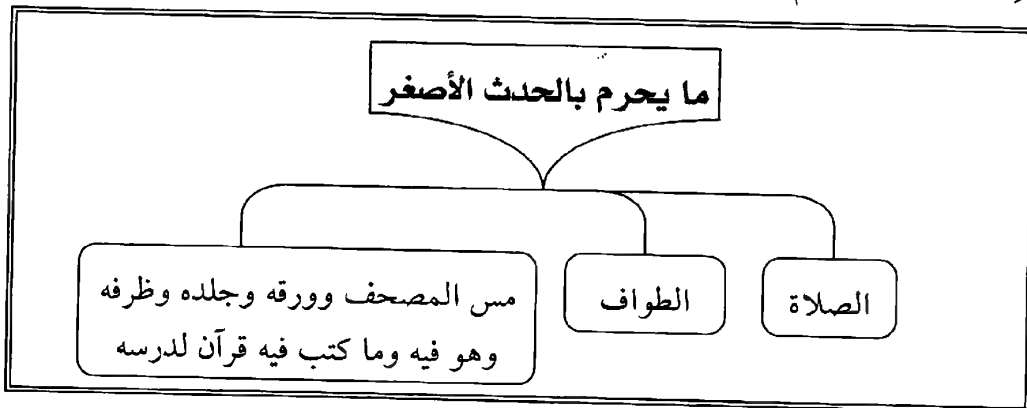 ما يحرم بالحدث الأصغر
الصلاة
الطواف
مس المصحف وورقه وجلده وظرفه
وهو فيه وما كتب فيه قرآن لدرسه